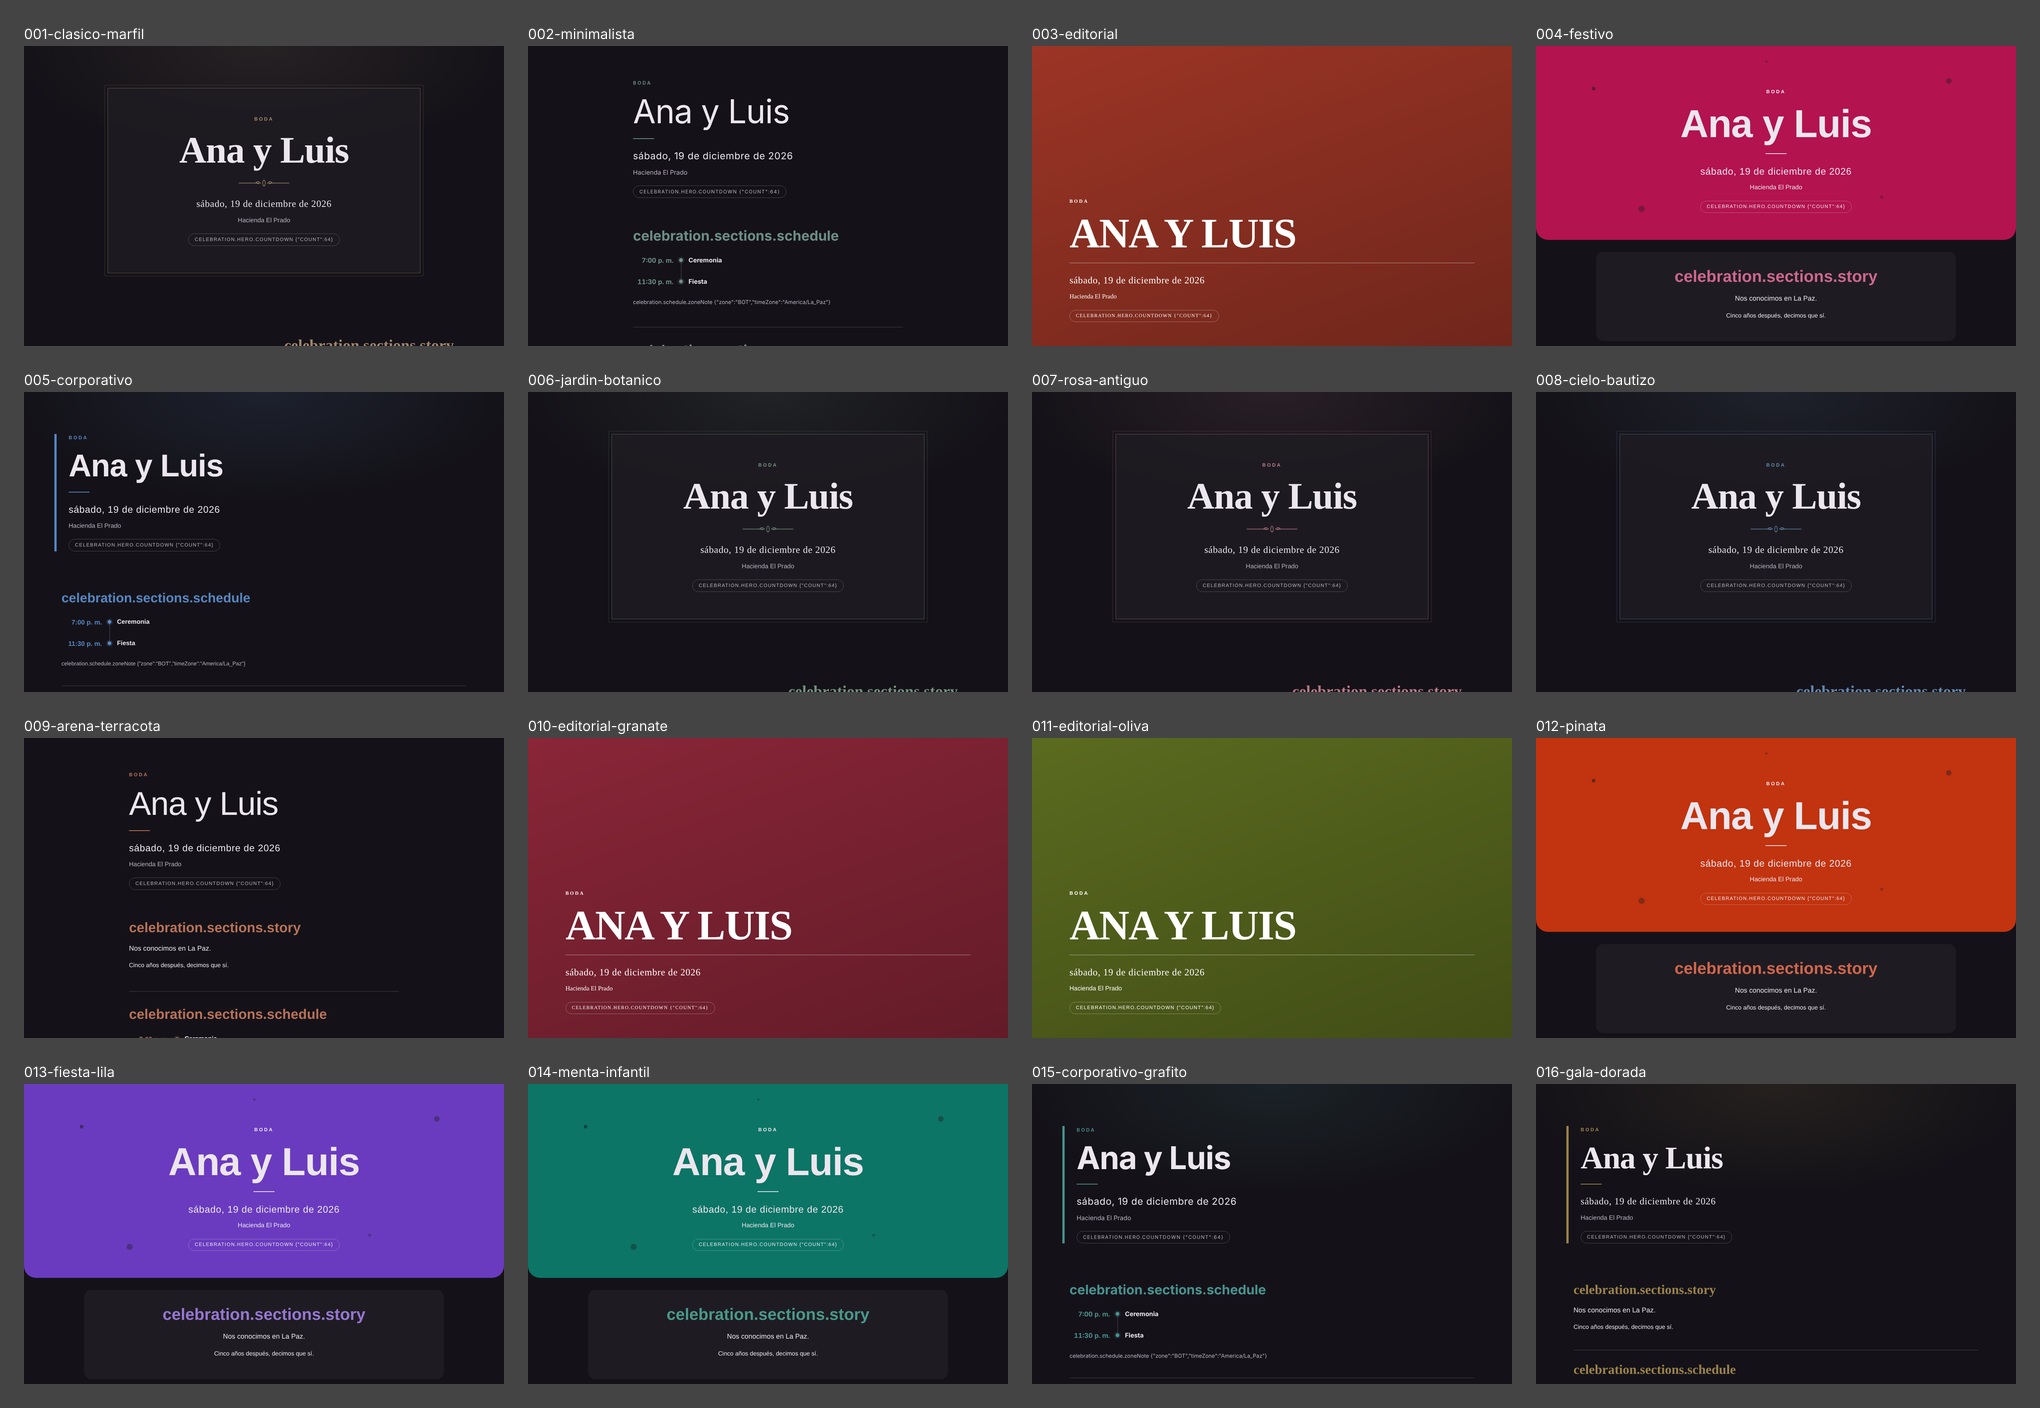 001-clasico-marfil
BODA
Ana y Luis
sábado, 19 de diciembre de 2026
Hacienda El Prado
CELEBRATION.HERO.COUNTDOWN {"COUNT":64}
celebration.sections.story
002-minimalista
BODA
Ana y Luis
sábado, 19 de diciembre de 2026
Hacienda El Prado
CELEBRATION.HERO.COUNTDOWN {"COUNT":64}
celebration.sections.schedule
7:00 p. m. Ceremonia
11:30 p. m. Fiesta
celebration.schedule.zoneNote {"zone":"BOT","timeZone":"America/La_Paz"}
003-editorial
BODA
ANA Y LUIS
sábado, 19 de diciembre de 2026
Hacienda El Prado
CELEBRATION.HERO.COUNTDOWN {"COUNT":64}
004-festivo
BODA
Ana y Luis
sábado, 19 de diciembre de 2026
Hacienda El Prado
CELEBRATION.HERO.COUNTDOWN {"COUNT":64}
celebration.sections.story
Nos conocimos en La Paz.
Cinco años después, decimos que sí.
005-corporativo
BODA
Ana y Luis
sábado, 19 de diciembre de 2026
Hacienda El Prado
CELEBRATION.HERO.COUNTDOWN {"COUNT":64}
celebration.sections.schedule
7:00 p. m. Ceremonia
11:30 p. m. Fiesta
celebration.schedule.zoneNote {"zone":"BOT","timeZone":"America/La_Paz"}
006-jardin-botanico
BODA
Ana y Luis
sábado, 19 de diciembre de 2026
Hacienda El Prado
CELEBRATION.HERO.COUNTDOWN {"COUNT":64}
celebration.sections.story
007-rosa-antiguo
BODA
Ana y Luis
sábado, 19 de diciembre de 2026
Hacienda El Prado
CELEBRATION.HERO.COUNTDOWN {"COUNT":64}
celebration.sections.story
008-cielo-bautizo
BODA
Ana y Luis
sábado, 19 de diciembre de 2026
Hacienda El Prado
CELEBRATION.HERO.COUNTDOWN {"COUNT":64}
celebration.sections.story
009-arena-terracota
BODA
Ana y Luis
sábado, 19 de diciembre de 2026
Hacienda El Prado
CELEBRATION.HERO.COUNTDOWN {"COUNT":64}
celebration.sections.story
Nos conocimos en La Paz.
Cinco años después, decimos que sí.
celebration.sections.schedule
010-editorial-granate
BODA
ANA Y LUIS
sábado, 19 de diciembre de 2026
Hacienda El Prado
CELEBRATION.HERO.COUNTDOWN {"COUNT":64}
011-editorial-oliva
BODA
ANA Y LUIS
sábado, 19 de diciembre de 2026
Hacienda El Prado
CELEBRATION.HERO.COUNTDOWN {"COUNT":64}
012-pinata
BODA
Ana y Luis
sábado, 19 de diciembre de 2026
Hacienda El Prado
CELEBRATION.HERO.COUNTDOWN {"COUNT":64}
celebration.sections.story
Nos conocimos en La Paz.
Cinco años después, decimos que sí.
013-fiesta-lila
BODA
Ana y Luis
sábado, 19 de diciembre de 2026
Hacienda El Prado
CELEBRATION.HERO.COUNTDOWN {"COUNT":64}
celebration.sections.story
Nos conocimos en La Paz.
Cinco años después, decimos que sí.
014-menta-infantil
BODA
Ana y Luis
sábado, 19 de diciembre de 2026
Hacienda El Prado
CELEBRATION.HERO.COUNTDOWN {"COUNT":64}
celebration.sections.story
Nos conocimos en La Paz.
Cinco años después, decimos que sí.
015-corporativo-grafito
BODA
Ana y Luis
sábado, 19 de diciembre de 2026
Hacienda El Prado
CELEBRATION.HERO.COUNTDOWN {"COUNT":64}
celebration.sections.schedule
7:00 p. m. Ceremonia
11:30 p. m. Fiesta
celebration.schedule.zoneNote {"zone":"BOT","timeZone":"America/La_Paz"}
016-gala-dorada
BODA
Ana y Luis
sábado, 19 de diciembre de 2026
Hacienda El Prado
CELEBRATION.HERO.COUNTDOWN {"COUNT":64}
celebration.sections.story
Nos conocimos en La Paz.
Cinco años después, decimos que sí.
celebration.sections.schedule